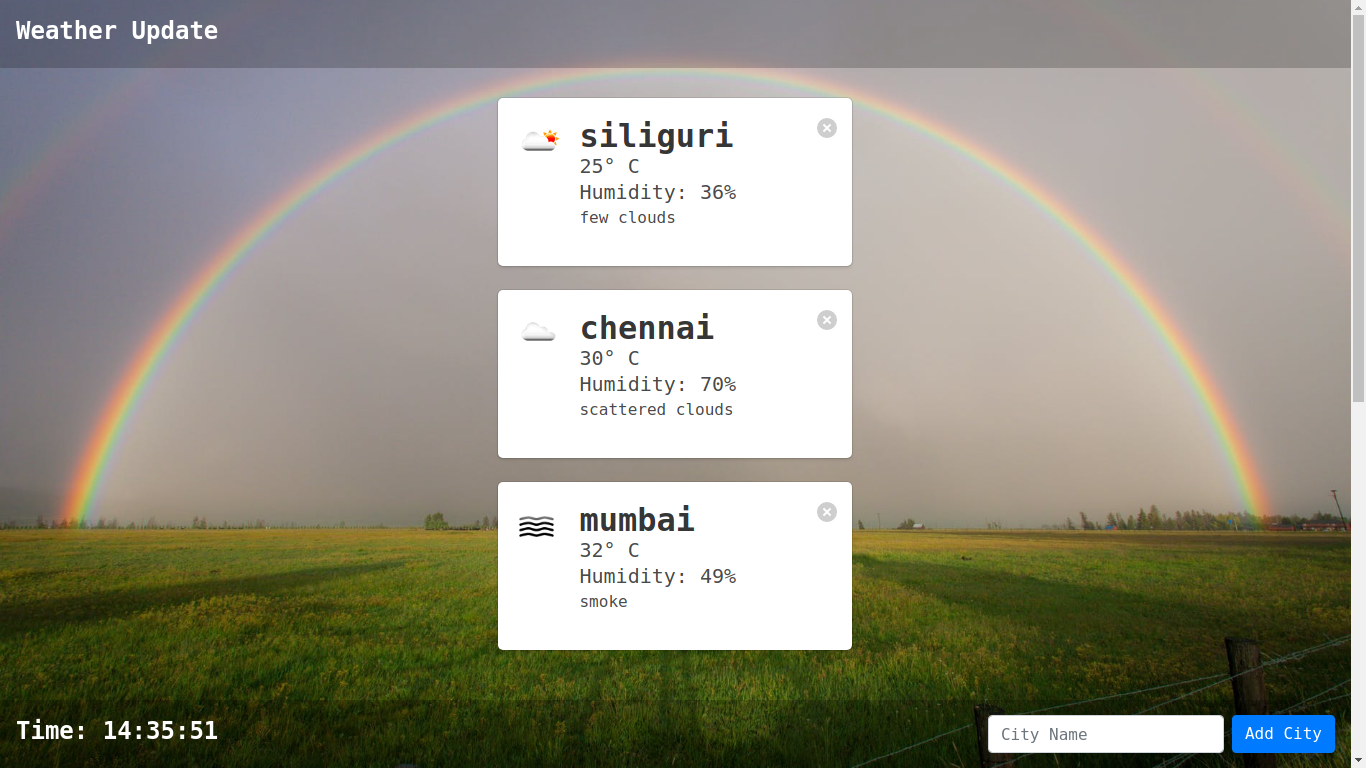 Weather Update
siliguri
25° C
Humidity: 36%
few clouds
chennai
30° C
Humidity: 70%
scattered clouds
mumbai
32° C
Humidity: 49%
smoke
Time: 14:35:51
City Name
Add City